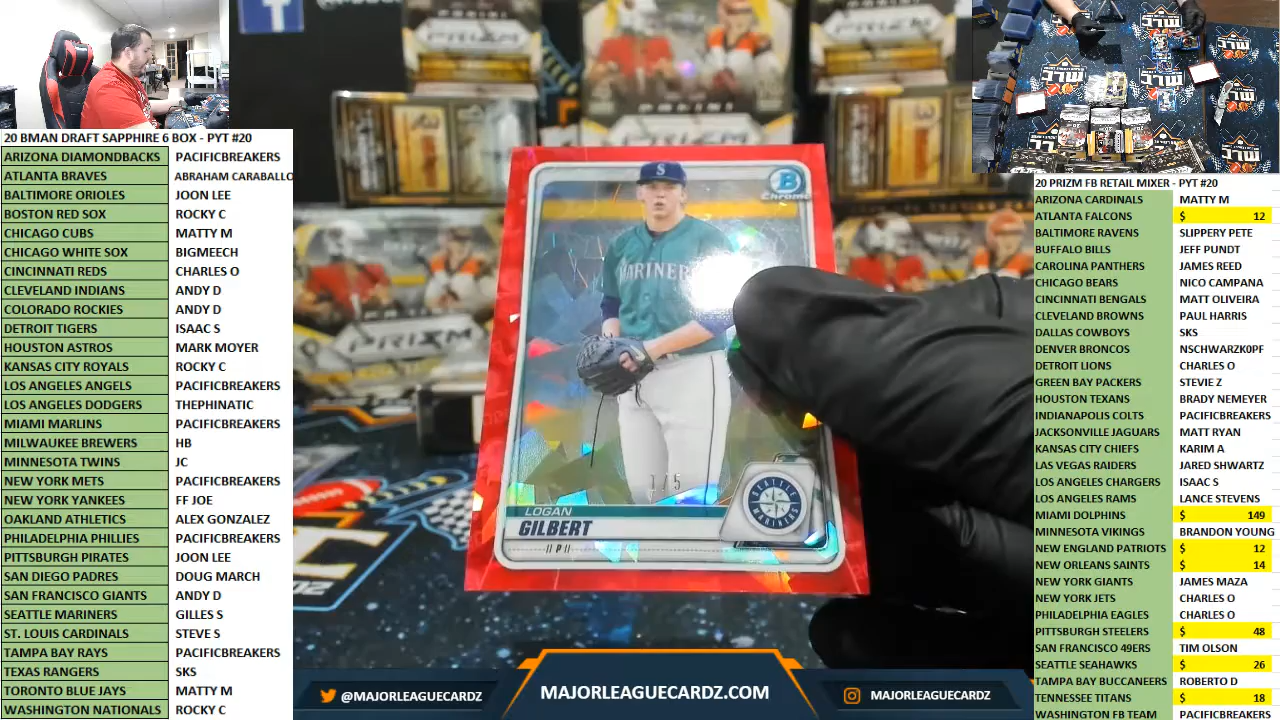 20 BMAN DRAFT SAPPHIRE 6 BOX - PYT #20
ARIZONA DIAMONDBACKS PACIFICBREAKERS
ATLANTA BRAVES ABRAHAM CARABALLO
BALTIMORE ORIOLES JOON LEE
BOSTON RED SOX ROCKY C
CHICAGO CUBS MATTY M
CHICAGO WHITE SOX BIGMEECH
CINCINNATI REDS CHARLES O
CLEVELAND INDIANS ANDY D
COLORADO ROCKIES ANDY D
DETROIT TIGERS ISAAC S
HOUSTON ASTROS MARK MOYER
KANSAS CITY ROYALS ROCKY C
LOS ANGELES ANGELS PACIFICBREAKERS
LOS ANGELES DODGERS THEPHINATIC
MIAMI MARLINS PACIFICBREAKERS
MILWAUKEE BREWERS HB
MINNESOTA TWINS JC
NEW YORK METS PACIFICBREAKERS
NEW YORK YANKEES FF JOE
OAKLAND ATHLETICS ALEX GONZALEZ
PHILADELPHIA PHILLIES PACIFICBREAKERS
PITTSBURGH PIRATES JOON LEE
SAN DIEGO PADRES DOUG MARCH
SAN FRANCISCO GIANTS ANDY D
SEATTLE MARINERS GILLES S
ST. LOUIS CARDINALS STEVE S
TAMPA BAY RAYS PACIFICBREAKERS
TEXAS RANGERS SKS
TORONTO BLUE JAYS MATTY M
WASHINGTON NATIONALS ROCKY C
PRIZM
PANINI
PRIZM
S
B
Chrome
MARINER
1/5
SEATTLE
MARINERS
LOGAN
GILBERT
// P //
@MAJORLEAGUECARDZ
MAJORLEAGUECARDZ.COM
MAJORLEAGUECARDZ
20 PRIZM FB RETAIL MIXER - PYT #20
ARIZONA CARDINALS MATTY M
ATLANTA FALCONS $ 12
BALTIMORE RAVENS SLIPPERY PETE
BUFFALO BILLS JEFF PUNDT
CAROLINA PANTHERS JAMES REED
CHICAGO BEARS NICO CAMPANA
CINCINNATI BENGALS MATT OLIVEIRA
CLEVELAND BROWNS PAUL HARRIS
DALLAS COWBOYS SKS
DENVER BRONCOS NSCHWARZK0PF
DETROIT LIONS CHARLES O
GREEN BAY PACKERS STEVIE Z
HOUSTON TEXANS BRADY NEMEYER
INDIANAPOLIS COLTS PACIFICBREAKERS
JACKSONVILLE JAGUARS MATT RYAN
KANSAS CITY CHIEFS KARIM A
LAS VEGAS RAIDERS JARED SHWARTZ
LOS ANGELES CHARGERS ISAAC S
LOS ANGELES RAMS LANCE STEVENS
MIAMI DOLPHINS $ 149
MINNESOTA VIKINGS BRANDON YOUNG
NEW ENGLAND PATRIOTS $ 12
NEW ORLEANS SAINTS $ 14
NEW YORK GIANTS JAMES MAZA
NEW YORK JETS CHARLES O
PHILADELPHIA EAGLES CHARLES O
PITTSBURGH STEELERS $ 48
SAN FRANCISCO 49ERS TIM OLSON
SEATTLE SEAHAWKS $ 26
TAMPA BAY BUCCANEERS ROBERTO D
TENNESSEE TITANS $ 18
WASHINGTON FB TEAM PACIFICBREAKERS